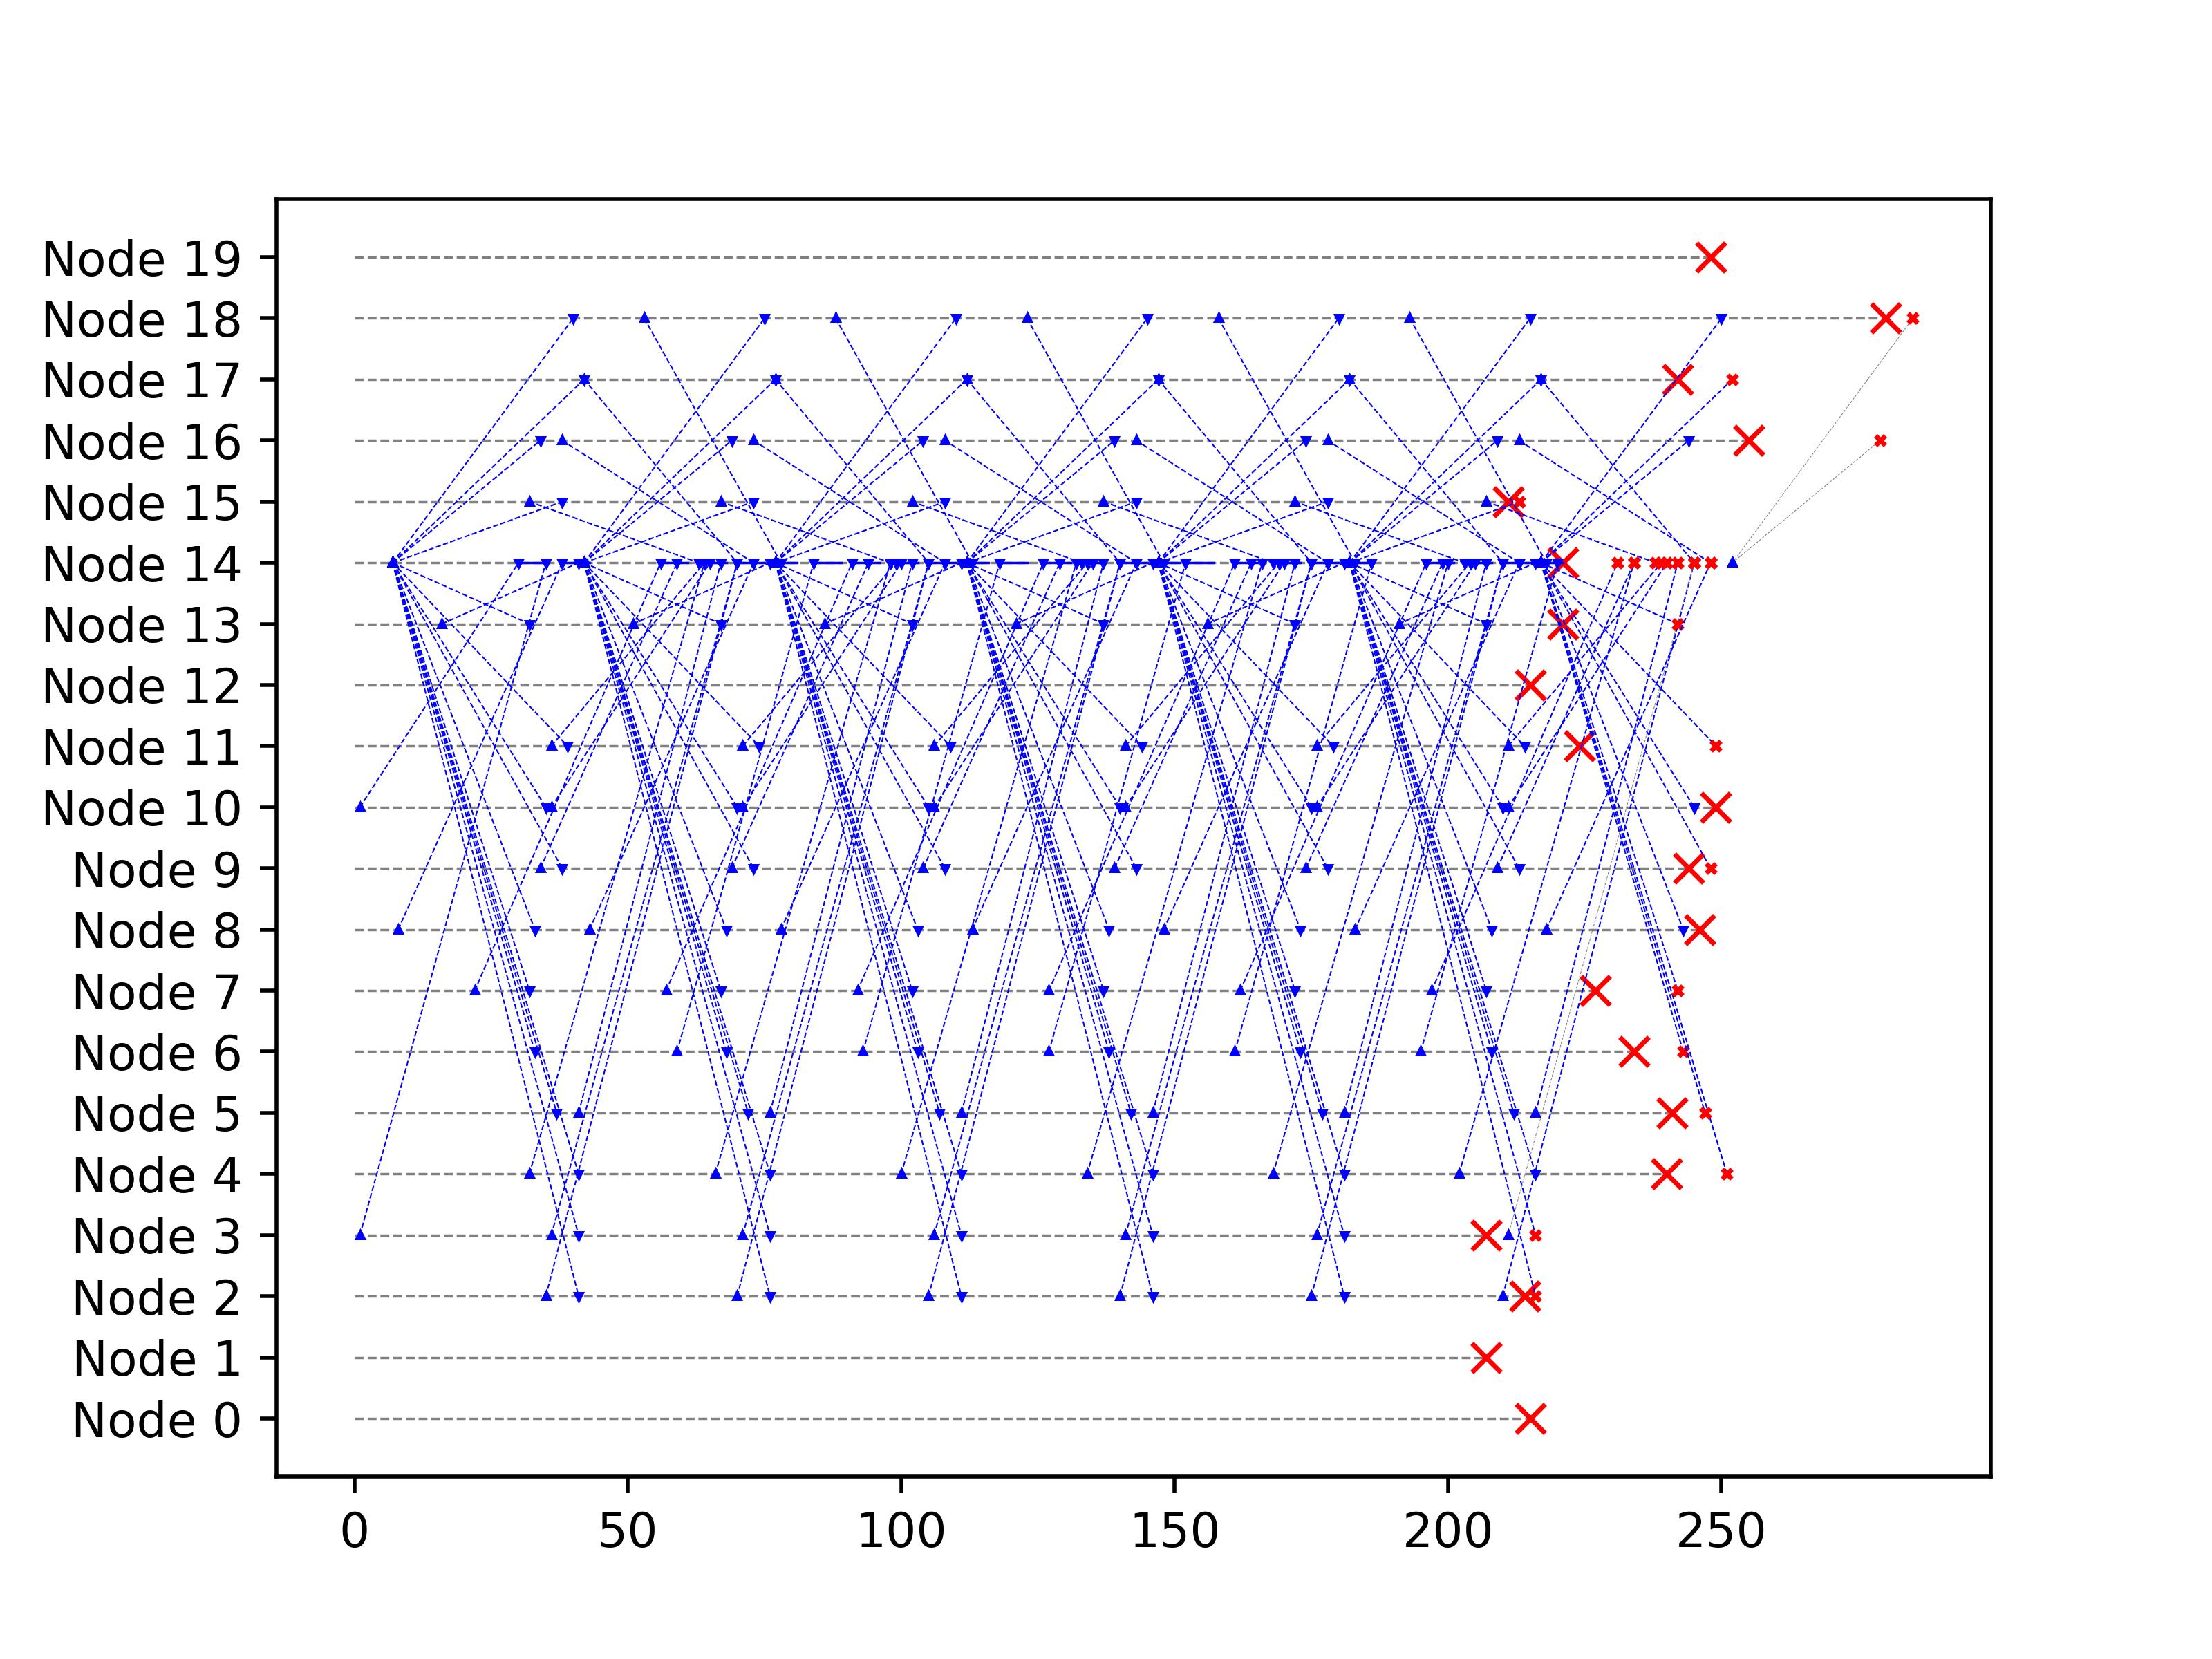 Node 19
Node 18
Node 17
Node 16
Node 15
Node 14
Node 13
Node 12
Node 11
Node 10
Node 9
Node 8
Node 7
Node 6
Node 5
Node 4
Node 3
Node 2
Node 1
Node 0
0 50 100 150 200 250